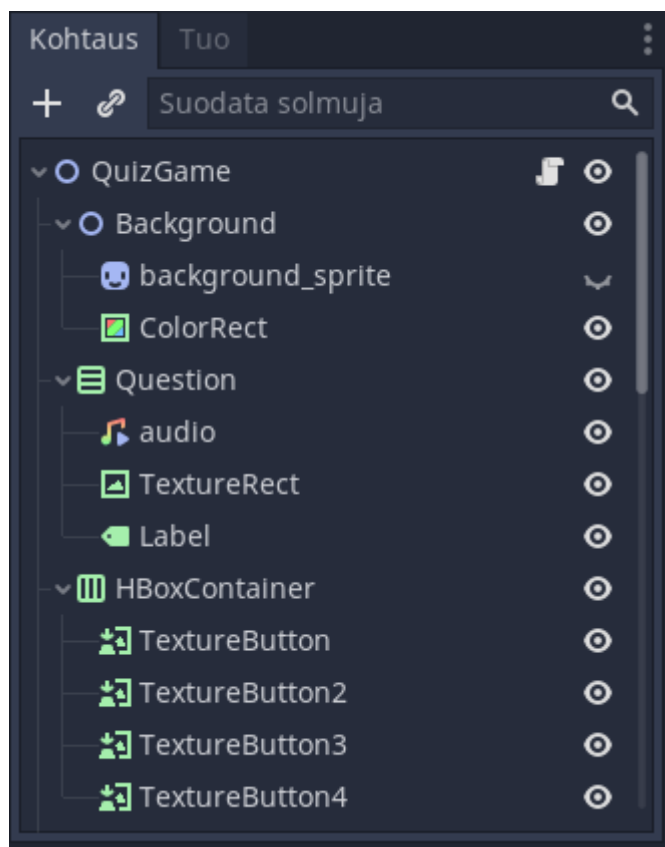 Kohtaus Tuo
Suodata solmuja
QuizGame
Background
background_sprite
ColorRect
Question
audio
TextureRect
Label
HBoxContainer
TextureButton
TextureButton2
TextureButton3
TextureButton4